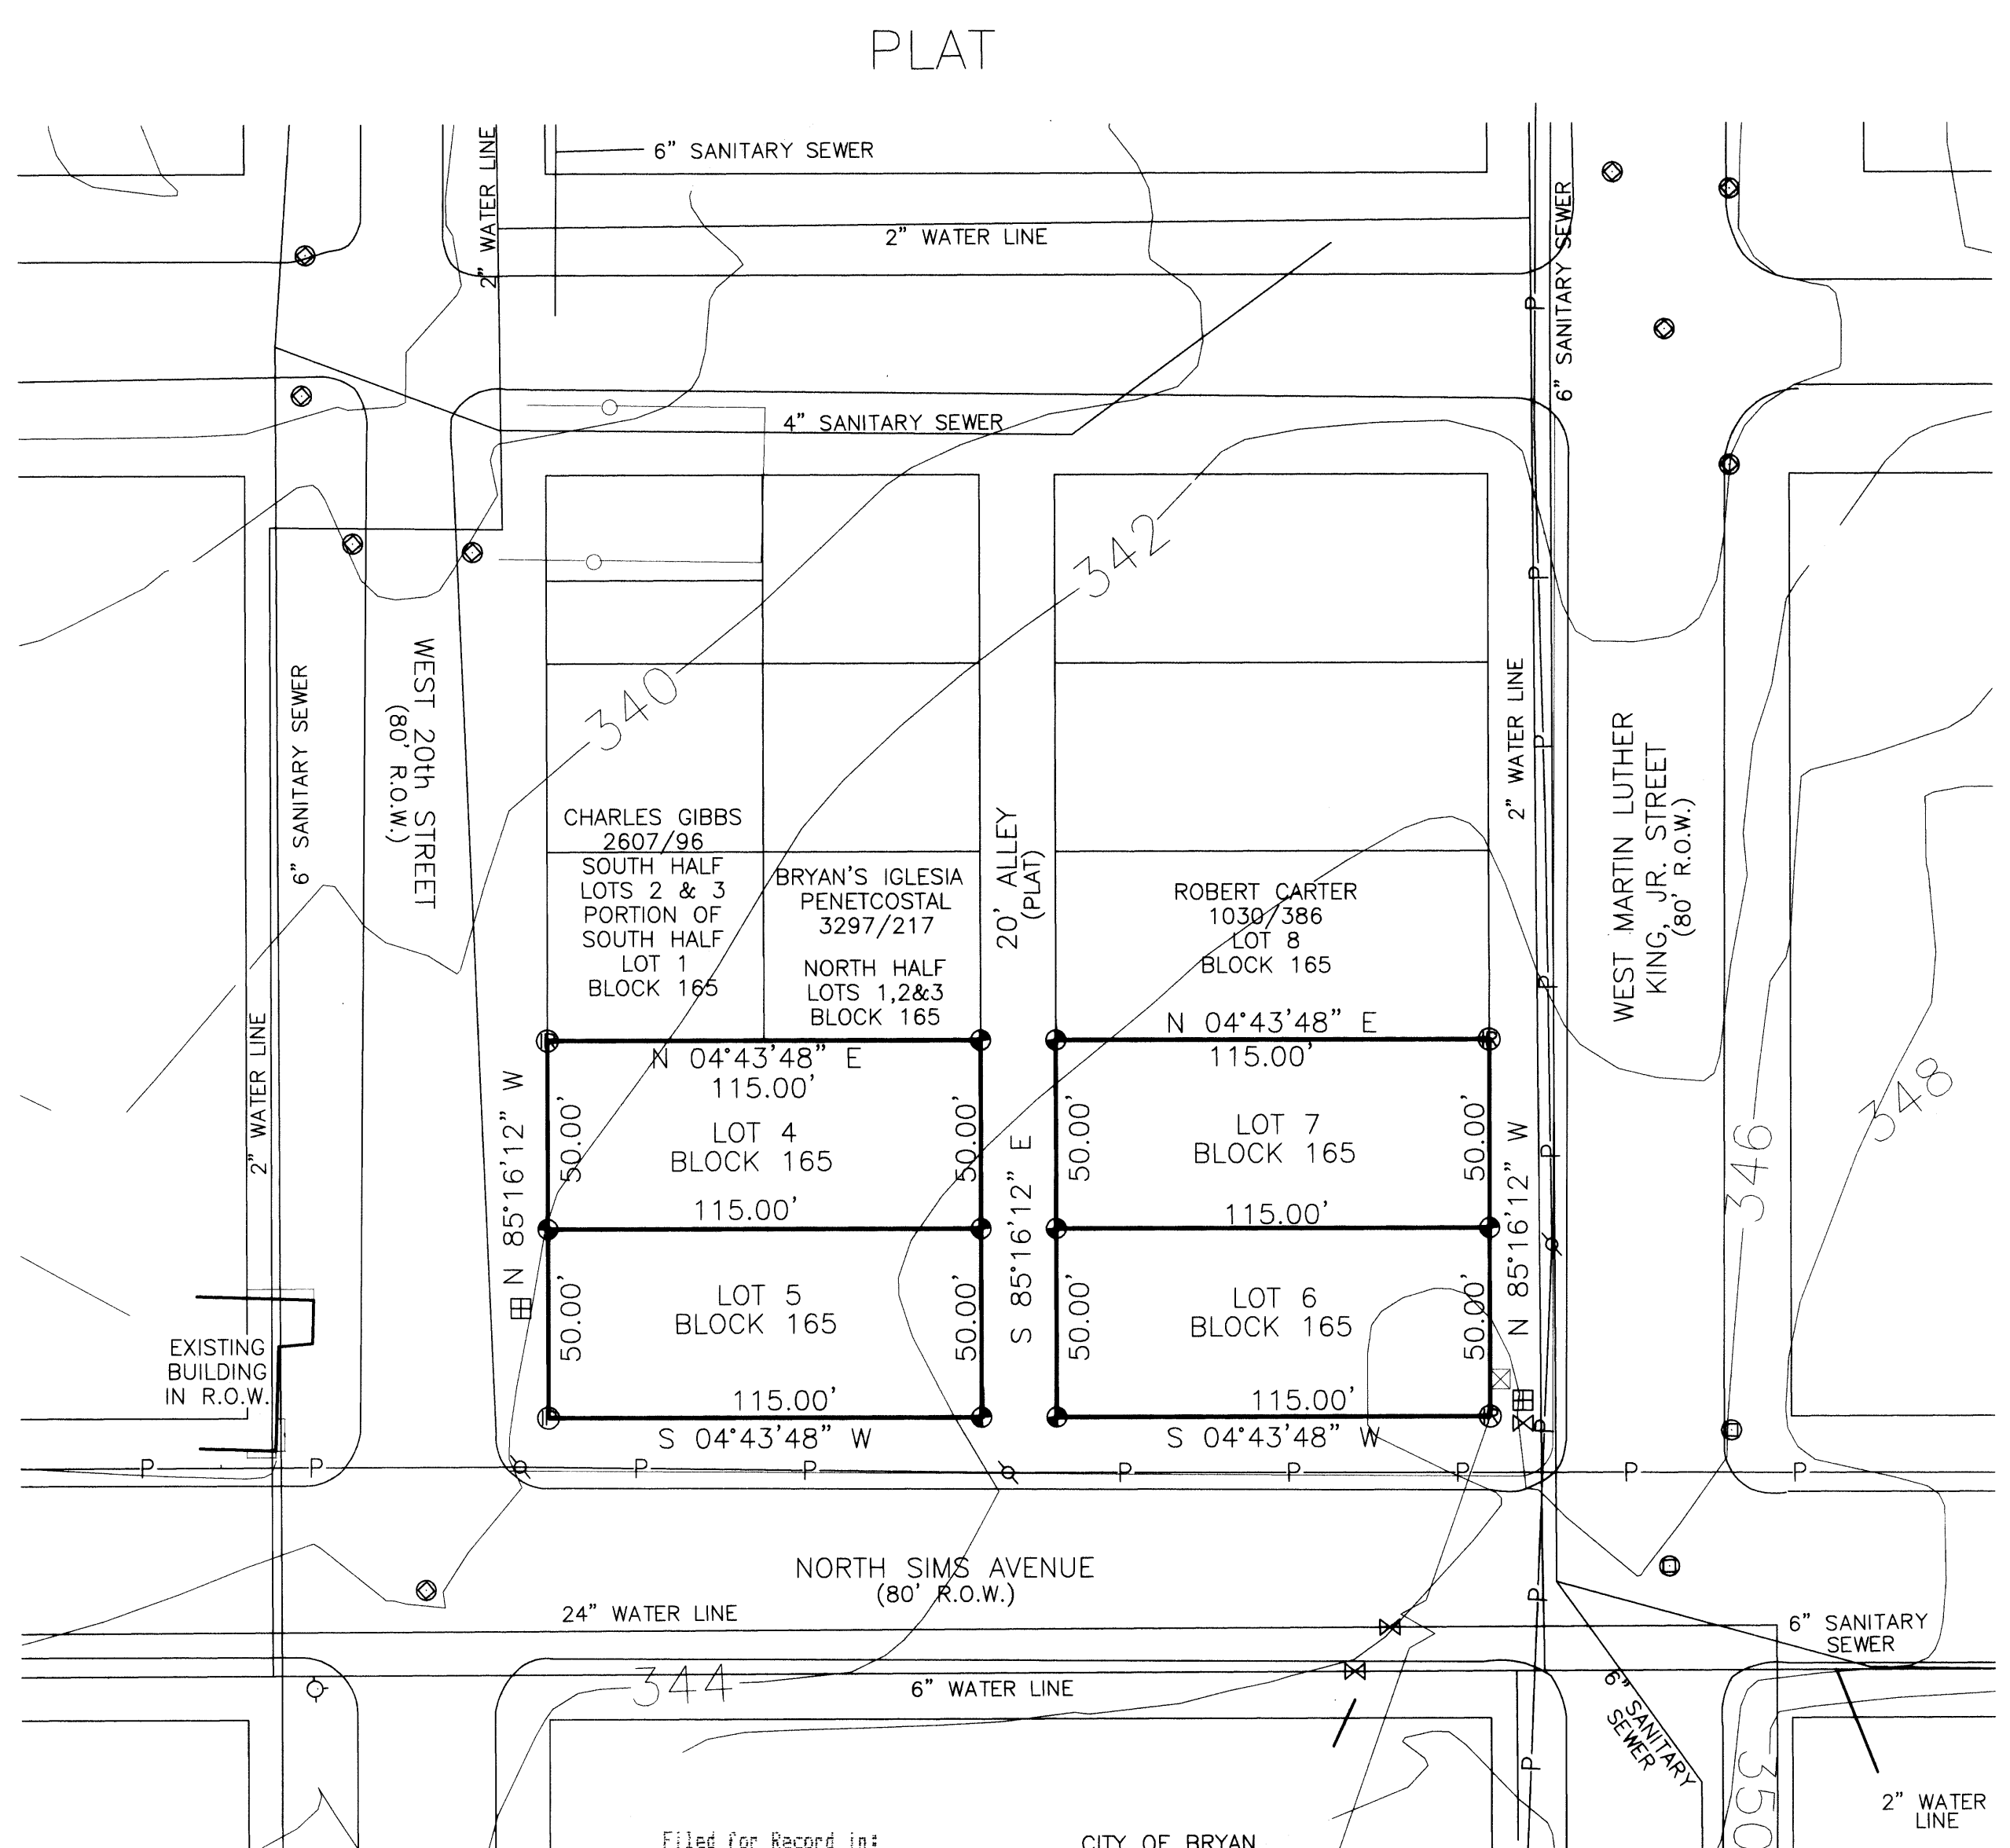 PLAT
6" SANITARY SEWER
2" WATER LINE
2" WATER LINE
6" SANITARY SEWER
P
4" SANITARY SEWER
342
P
340
WEST 20th STREET
(80' R.O.W.)
6" SANITARY SEWER
2" WATER LINE
P
WEST MARTIN LUTHER
KING, JR. STREET
(80' R.O.W.)
CHARLES GIBBS
2607/96
SOUTH HALF
LOTS 2 & 3
PORTION OF
SOUTH HALF
LOT 1
BLOCK 165
BRYAN'S IGLESIA
PENETCOSTAL
3297/217
NORTH HALF
LOTS 1,2&3
BLOCK 165
20' ALLEY
(PLAT)
ROBERT CARTER
1030/386
LOT 8
BLOCK 165
P
2" WATER LINE
N 04°43'48" E
115.00'
N 04°43'48" E
115.00'
348
346
N 85°16'12" W
50.00'
LOT 4
BLOCK 165
50.00'
S 85°16'12" E
50.00'
LOT 7
BLOCK 165
50.00'
N 85°16'12" W
P
115.00'
115.00'
50.00'
LOT 5
BLOCK 165
50.00'
50.00'
LOT 6
BLOCK 165
50.00'
EXISTING
BUILDING
IN R.O.W.
115.00'
S 04°43'48" W
115.00'
S 04°43'48" W
P
P
P
P
P
P
P
P
P
P
NORTH SIMS AVENUE
(80' R.O.W.)
P
24" WATER LINE
6" SANITARY
SEWER
344
6" WATER LINE
6" SANITARY
SEWER
P
350
2" WATER
LINE
Filed for Record in:
CITY OF BRYAN